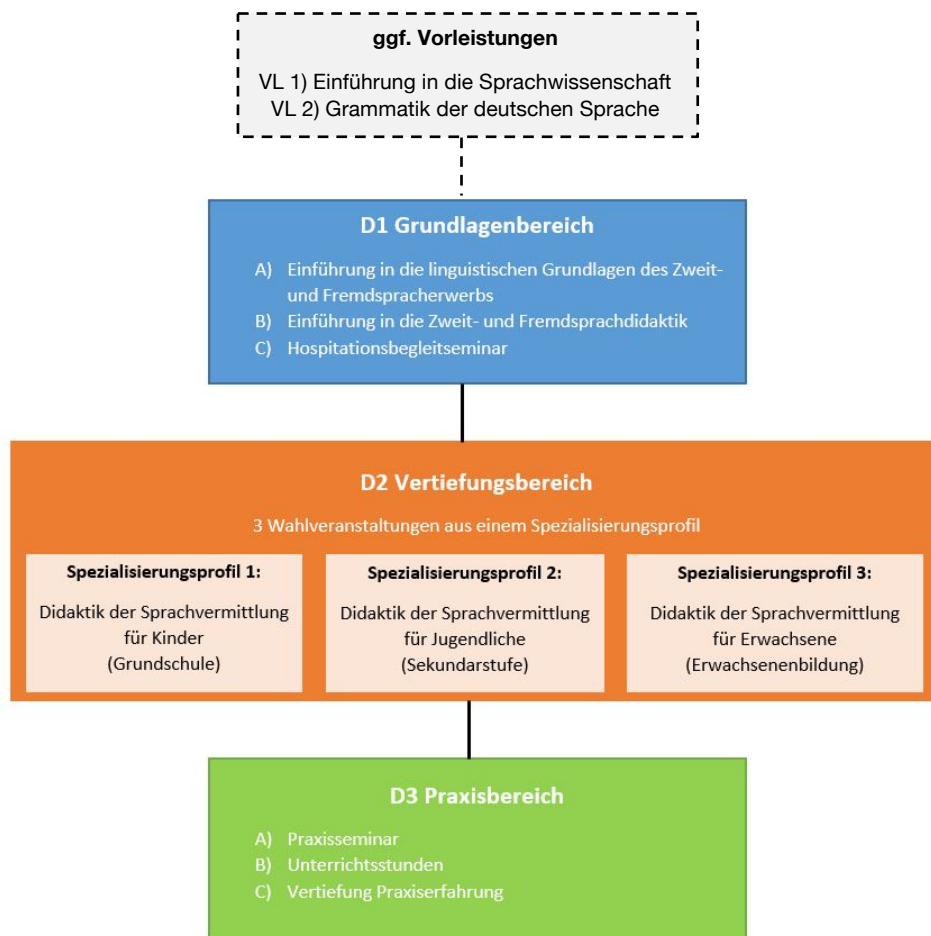 ggf. Vorleistungen
VL 1) Einführung in die Sprachwissenschaft
VL 2) Grammatik der deutschen Sprache
D1 Grundlagenbereich
A) Einführung in die linguistischen Grundlagen des Zweit-
und Fremdspracherwerbs
B) Einführung in die Zweit- und Fremdsprachdidaktik
C) Hospitationsbegleitseminar
D2 Vertiefungsbereich
3 Wahlveranstaltungen aus einem Spezialisierungsprofil
Spezialisierungsprofil 1:
Didaktik der Sprachvermittlung
für Kinder
(Grundschule)
Spezialisierungsprofil 2:
Didaktik der Sprachvermittlung
für Jugendliche
(Sekundarstufe)
Spezialisierungsprofil 3:
Didaktik der Sprachvermittlung
für Erwachsene
(Erwachsenenbildung)
D3 Praxisbereich
A) Praxisseminar
B) Unterrichtsstunden
C) Vertiefung Praxiserfahrung